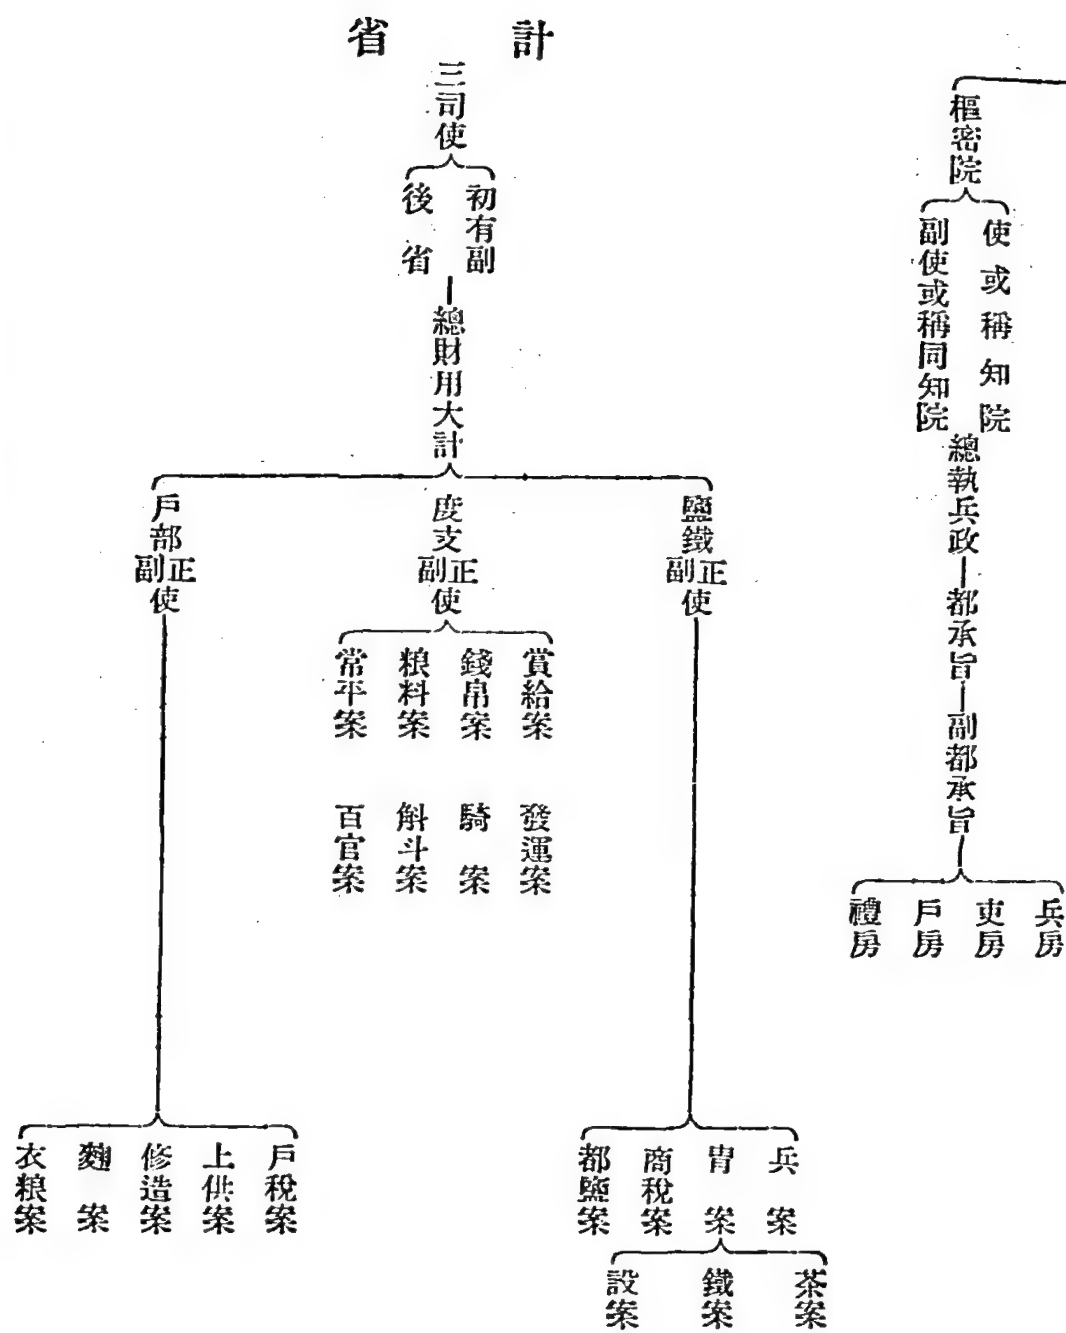 樞密院
使或稱知院
副使或稱同知院
總執兵政
都承旨
副都承旨
兵房
吏房
戶房
禮房
計省
三司使
初有副
後省
總財用大計
鹽鐵正副使
兵案
胄案
商稅案
都鹽案
茶案
鐵案
設案
度支正副使
賞給案
錢帛案
粮料案
常平案
發運案
騎案
斛斗案
百官案
戶部正副使
戶稅案
上供案
修造案
麴案
衣粮案